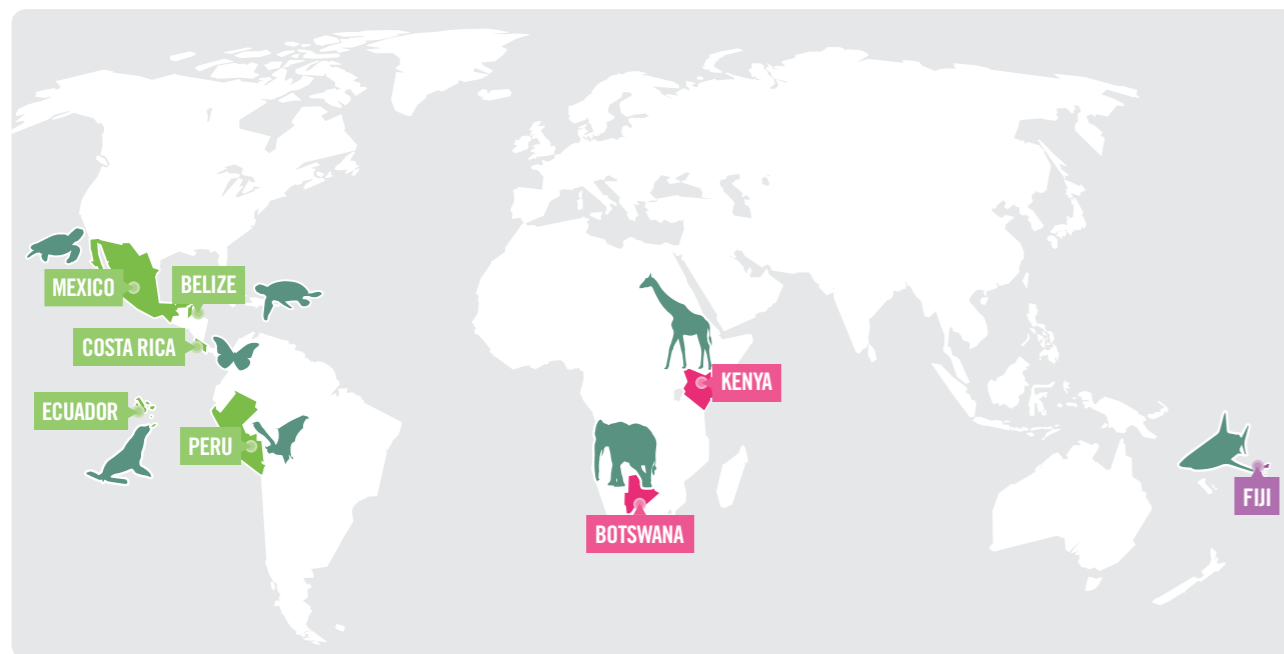 MEXICO
BELIZE
COSTA RICA
ECUADOR
PERU
KENYA
BOTSWANA
FIJI